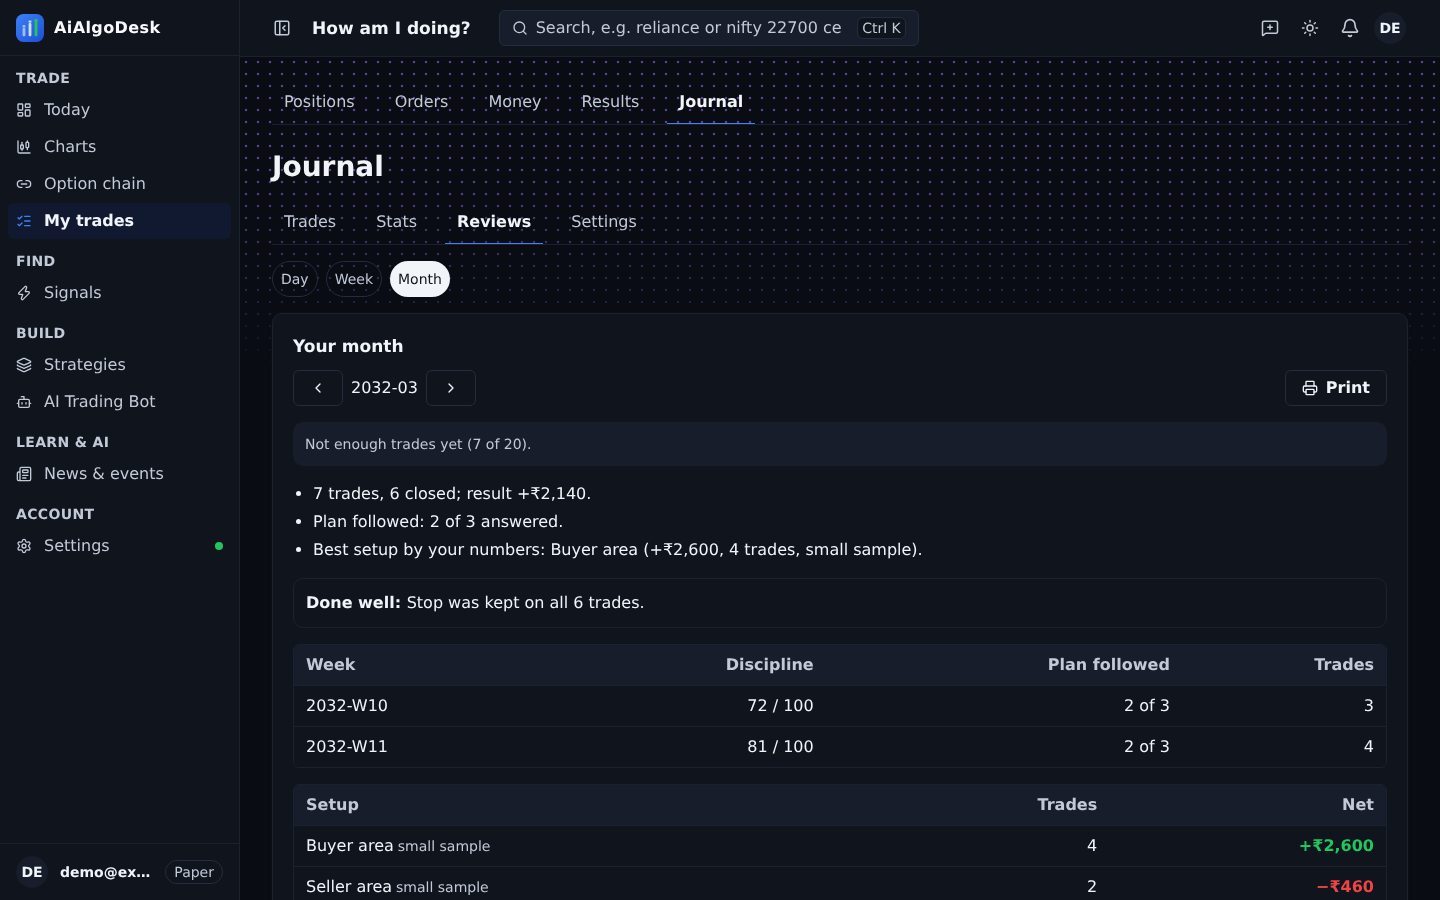 AiAlgoDesk
How am I doing?
Search, e.g. reliance or nifty 22700 ce
Ctrl K
DE
TRADE
Today
Charts
Option chain
My trades
FIND
Signals
BUILD
Strategies
AI Trading Bot
LEARN & AI
News & events
ACCOUNT
Settings
DE demo@ex... Paper
Positions Orders Money Results Journal
Journal
Trades Stats Reviews Settings
Day Week Month
Your month
2032-03
Print
Not enough trades yet (7 of 20).
• 7 trades, 6 closed; result +₹2,140.
• Plan followed: 2 of 3 answered.
• Best setup by your numbers: Buyer area (+₹2,600, 4 trades, small sample).
Done well: Stop was kept on all 6 trades.
Week Discipline Plan followed Trades
2032-W10 72 / 100 2 of 3 3
2032-W11 81 / 100 2 of 3 4
Setup Trades Net
Buyer area small sample 4 +₹2,600
Seller area small sample 2 −₹460